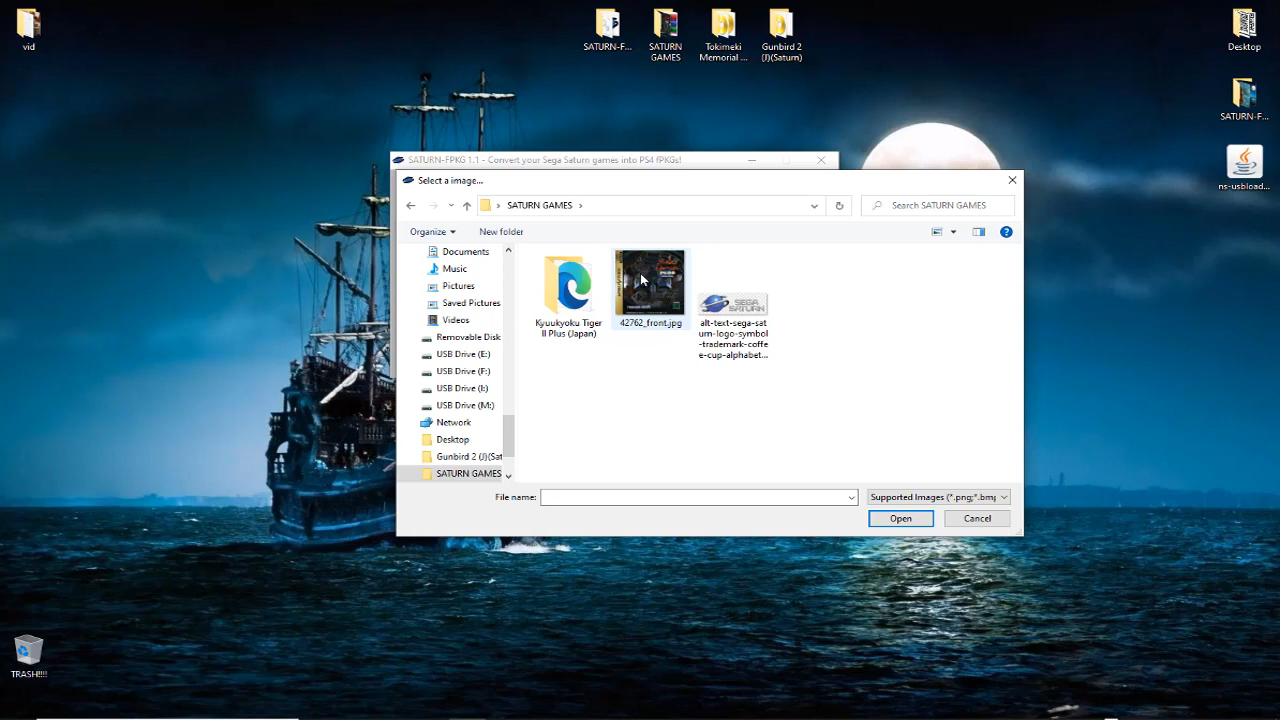 vid
SATURN-F...
SATURN
GAMES
Tokimeki
Memorial ...
Gunbird 2
(J)(Saturn)
Desktop
SATURN-F...
ns-usbload...
SATURN-FPKG 1.1 - Convert your Sega Saturn games into PS4 fPKGs!
Select a image...
SATURN GAMES
Search SATURN GAMES
Organize
New folder
Documents
Music
Pictures
Saved Pictures
Videos
Removable Disk
USB Drive (E:)
USB Drive (F:)
USB Drive (I:)
USB Drive (M:)
Network
Desktop
Gunbird 2 (J)(Sat
SATURN GAMES
Kyuukyoku Tiger
II Plus (Japan)
42762_front.jpg
SEGA
SATURN
alt-text-sega-sat
urn-logo-symbol
-trademark-coffe
e-cup-alphabet...
File name:
Supported Images (*.png;*.bmp
Open
Cancel
TRASH!!!!